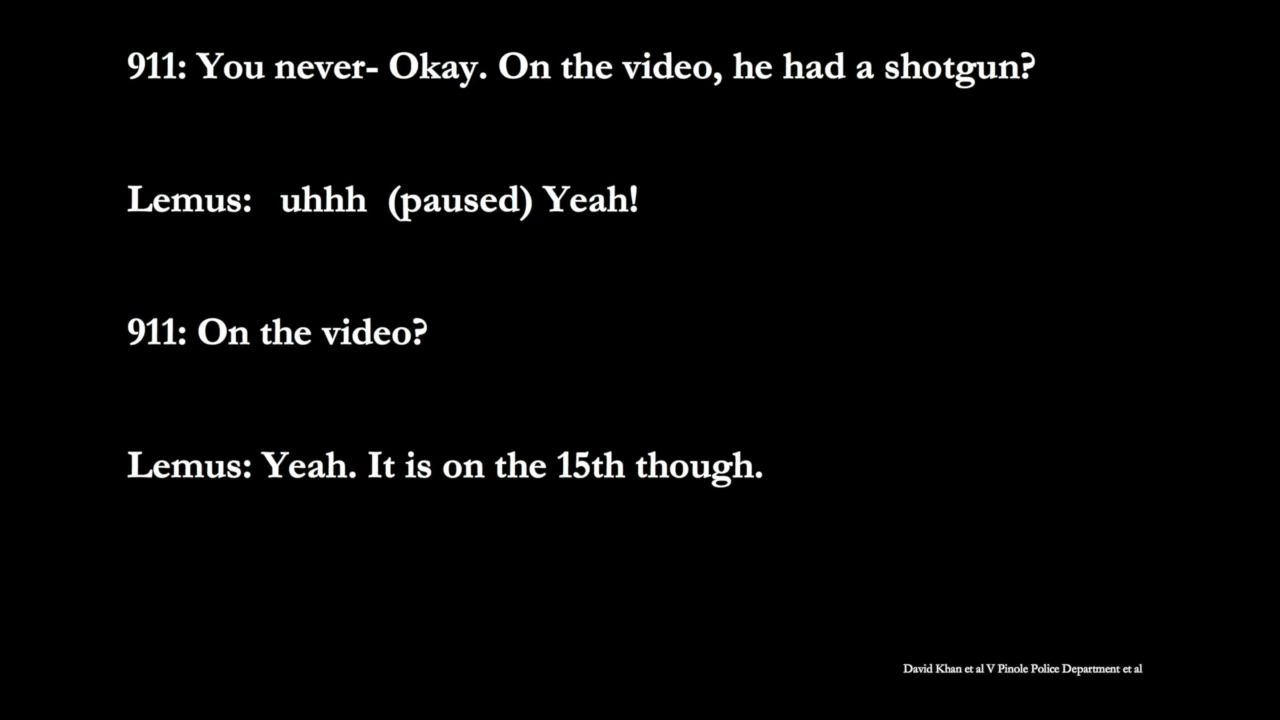 911: You never- Okay. On the video, he had a shotgun?
Lemus: uhhh (paused) Yeah!
911: On the video?
Lemus: Yeah. It is on the 15th though.
David Khan et al V Pinole Police Department et al